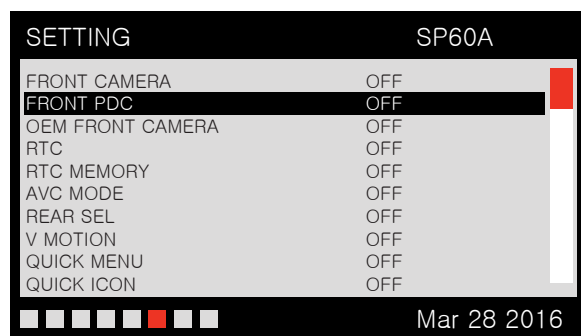 SETTING SP60A
FRONT CAMERA OFF
FRONT PDC OFF
OEM FRONT CAMERA OFF
RTC OFF
RTC MEMORY OFF
AVC MODE OFF
REAR SEL OFF
V MOTION OFF
QUICK MENU OFF
QUICK ICON OFF
Mar 28 2016